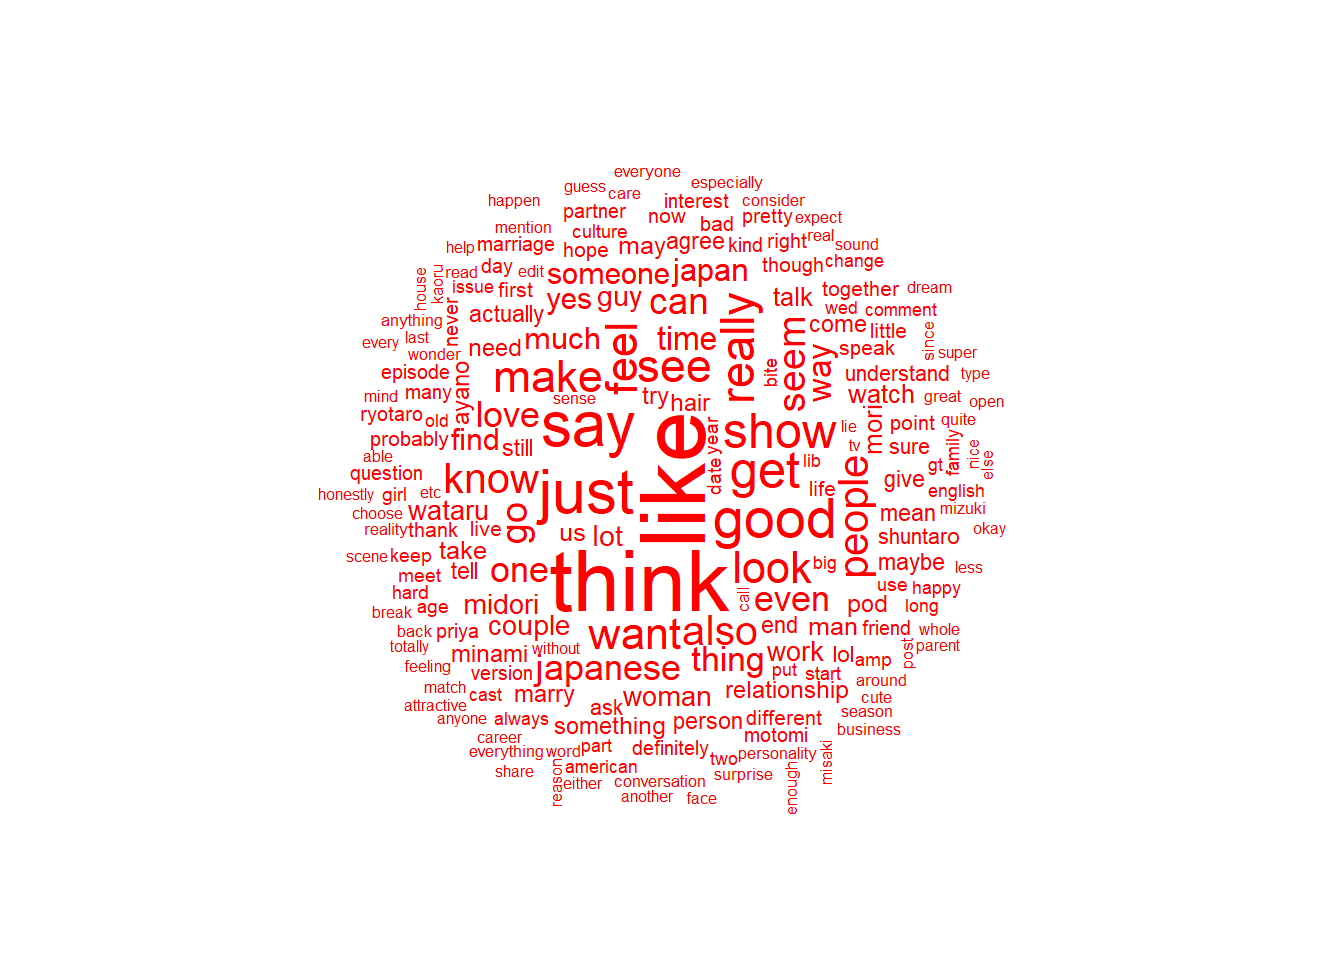 everyone
guess
care
especially
happen
partner
interest
now
consider
mention
culture
bad
pretty
expect
help
marriage
hope
may
agree
kind
right
real
sound
house
kaoru
read
day
edit
someone
japan
though
change
issue
first
yes
guy
can
talk
together
dream
anything
never
actually
feel
time
really
seem
wed
comment
every
last
need
much
see
way
come
little
since
wonder
episode
make
bite
speak
super
mind
many
ayano
sense
try
hair
understand
type
ryotaro
old
love
say
like
show
watch
great
open
probably
find
still
year
mori
point
quite
able
question
know
just
date
get
lib
lie
tv
sure
family
nice
else
honestly
girl
etc
life
people
give
gt
english
choose
wataru
go
us
lot
good
mean
mizuki
reality
thank
live
shuntaro
okay
scene
keep
take
think
look
big
maybe
less
meet
tell
one
call
even
use
happy
hard
break
age
midori
pod
long
back
priya
couple
want
also
end
man
friend
whole
totally
minami
without
japanese
thing
work
lol
amp
post
parent
feeling
version
put
start
around
match
cast
marry
woman
relationship
cute
attractive
anyone
always
ask
something
person
different
season
career
motomi
business
everything
word
part
definitely
two
personality
misaki
share
reason
american
either
conversation
surprise
enough
another
face